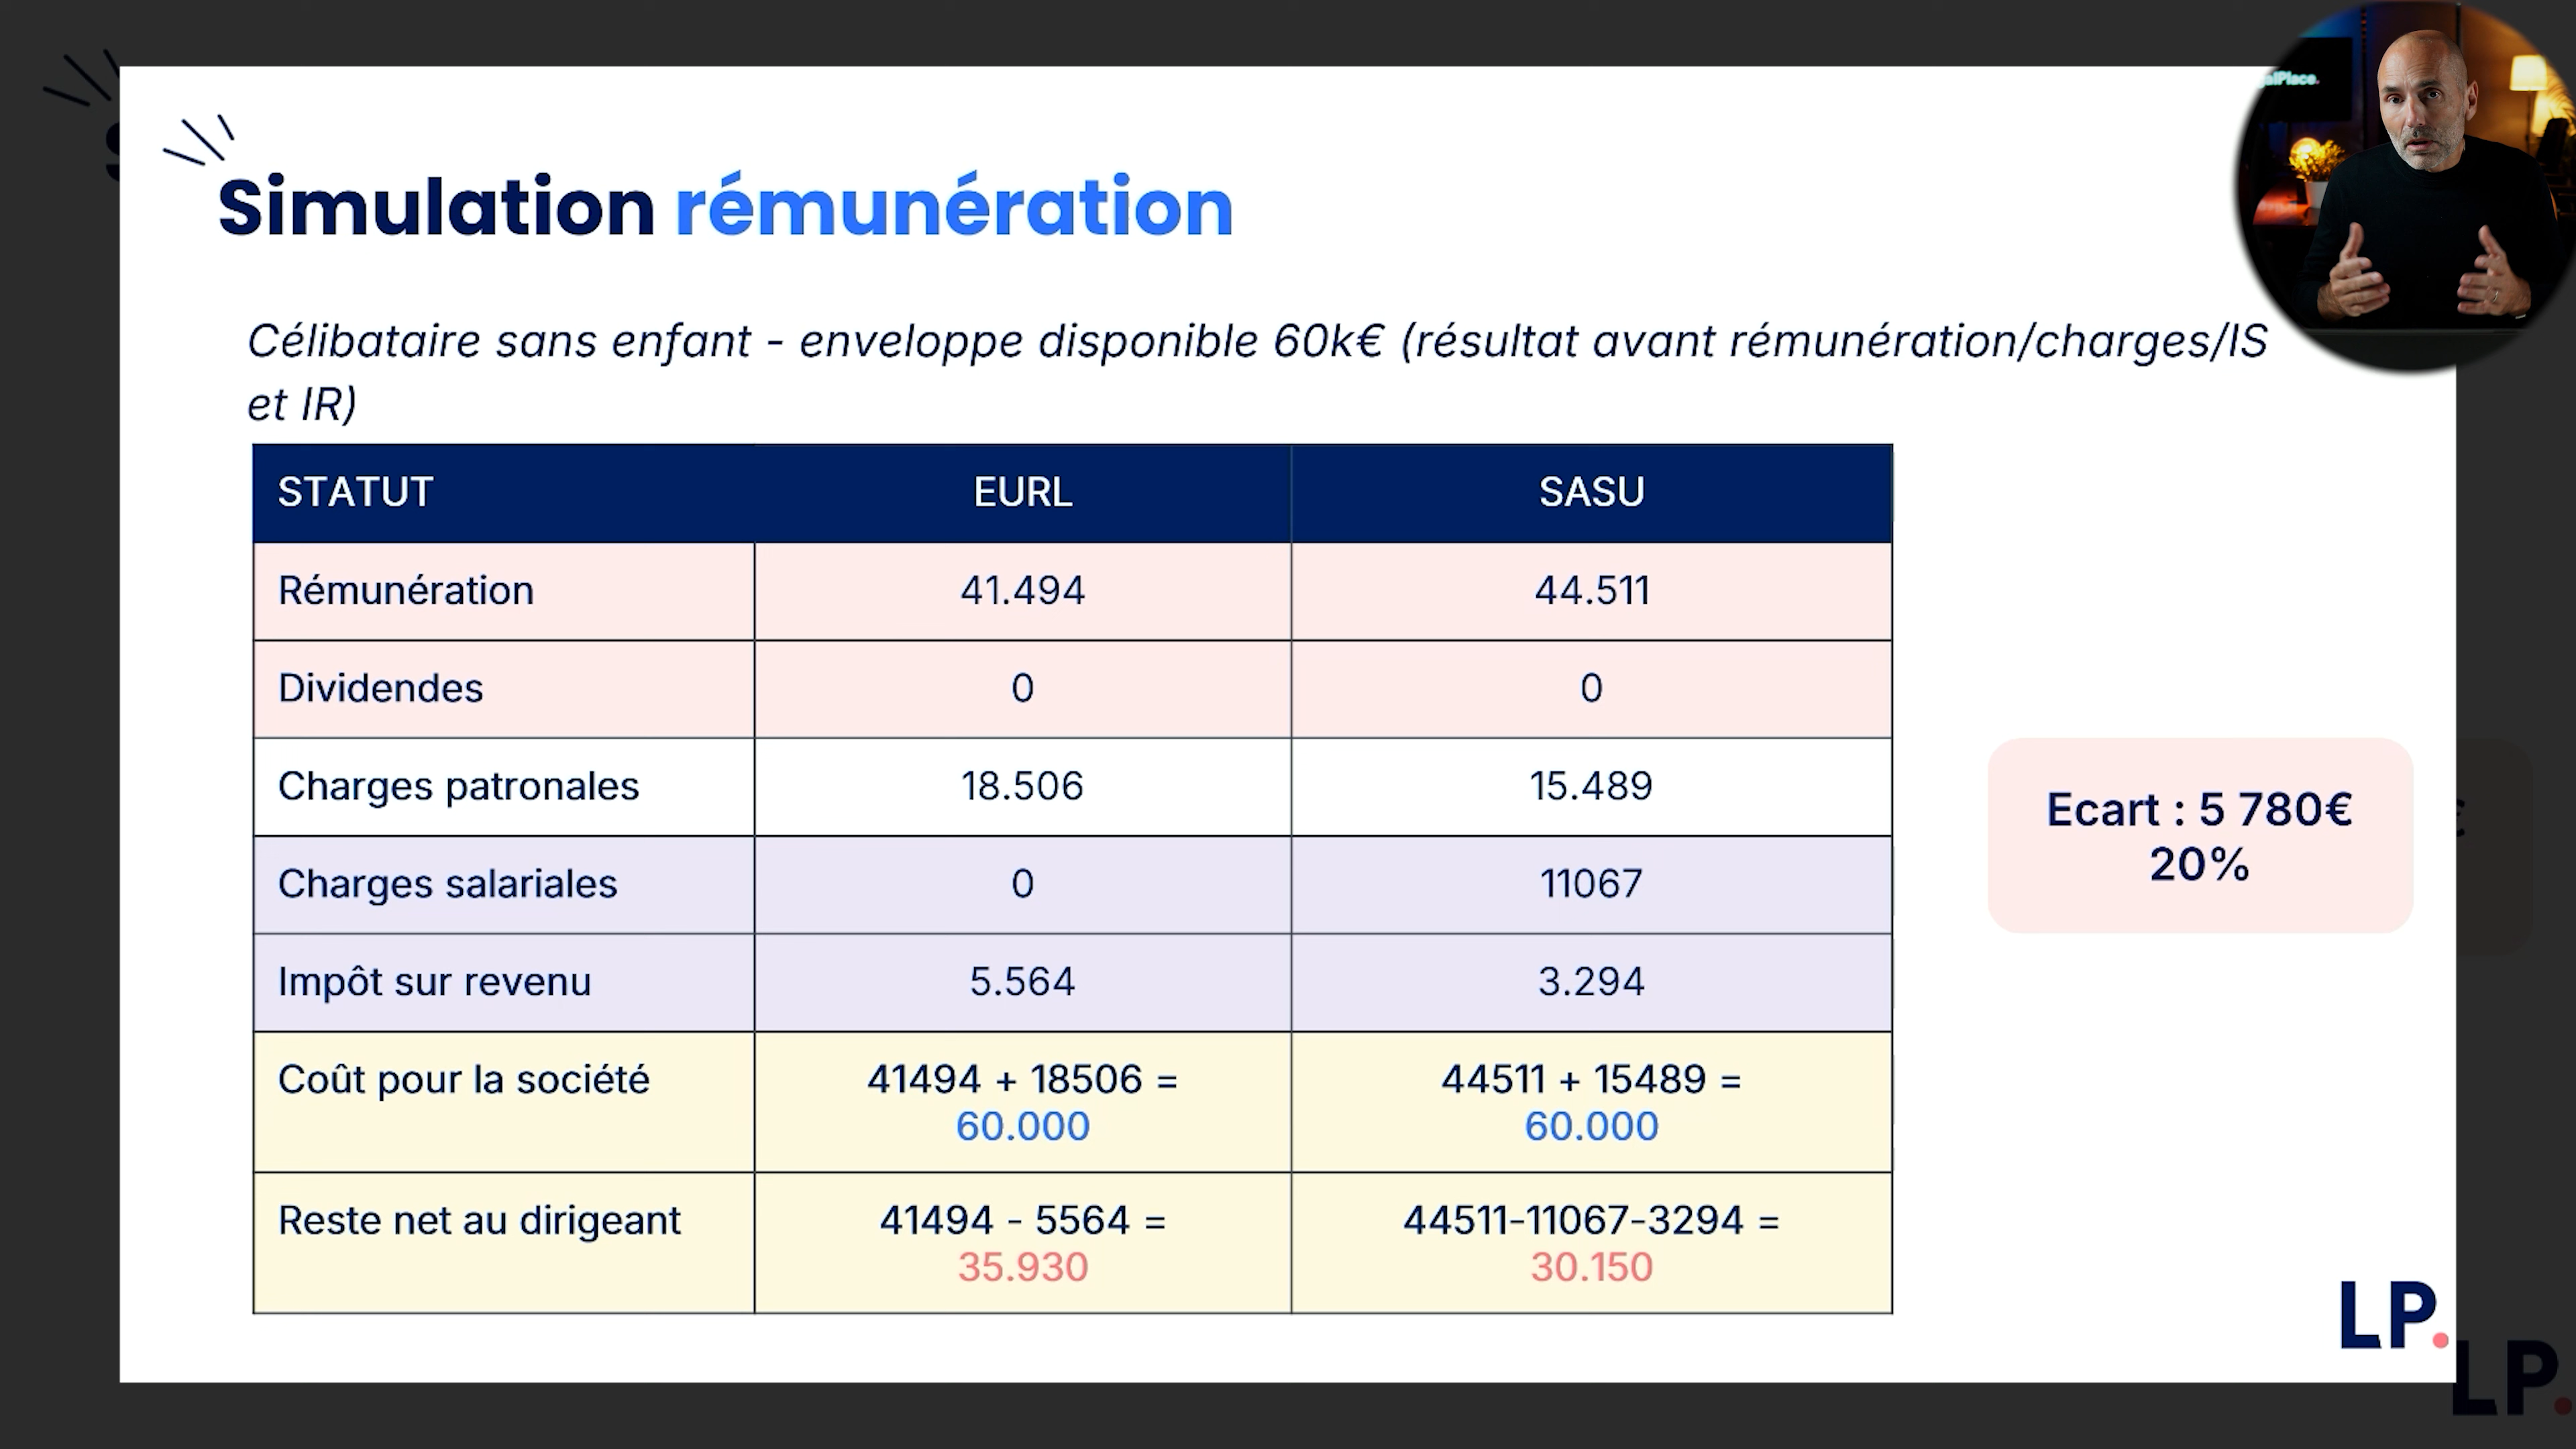 alPlace.
Simulation rémunération
Célibataire sans enfant - enveloppe disponible 60k€ (résultat avant rémunération/charges/IS
et IR)
STATUT EURL SASU
Rémunération 41.494 44.511
Dividendes 0 0
Charges patronales 18.506 15.489
Charges salariales 0 11067
Impôt sur revenu 5.564 3.294
Coût pour la société 41494 + 18506 = 44511 + 15489 =
60.000 60.000
Reste net au dirigeant 41494 - 5564 = 44511-11067-3294 =
35.930 30.150
Ecart : 5 780€
20%
LP.
LP.